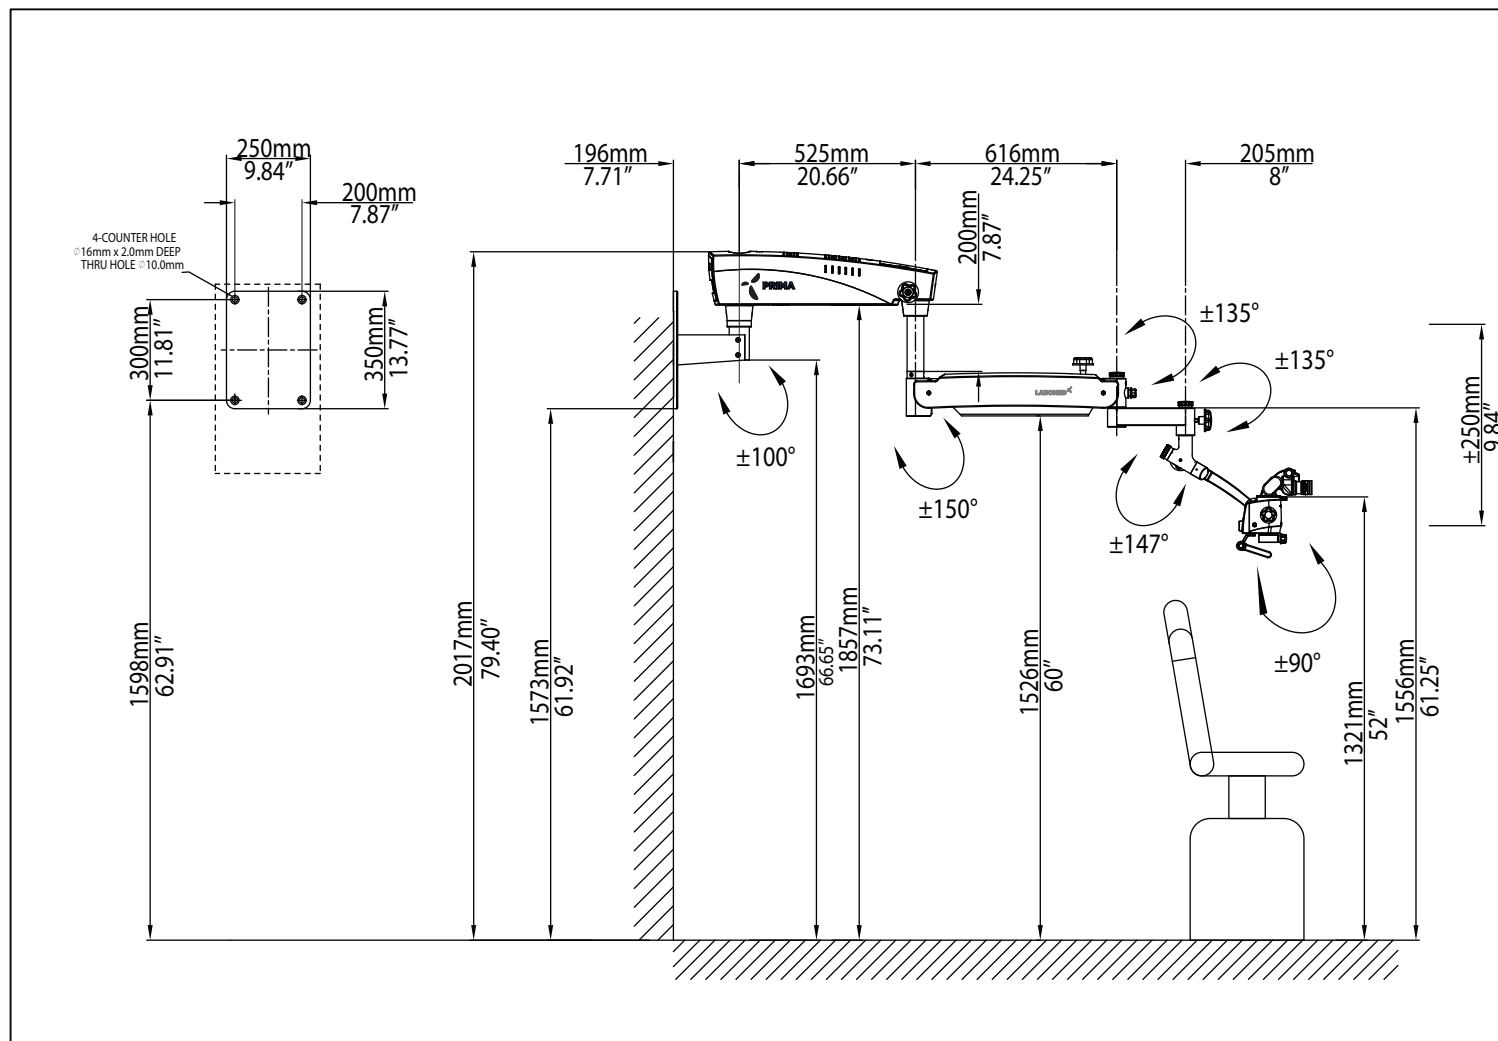 250mm
9.84″
200mm
7.87″
4-COUNTER HOLE
∅16mm x 2.0mm DEEP
THRU HOLE ∅10.0mm
300mm
11.81″
350mm
13.77″
1598mm
62.91″
196mm
7.71″
525mm
20.66″
616mm
24.25″
205mm
8″
200mm
7.87″
PRIMA
LABOMED
±135°
±135°
±250mm
9.84″
±100°
±150°
±147°
±90°
2017mm
79.40″
1573mm
61.92″
1693mm
66.65″
1857mm
73.11″
1526mm
60″
1321mm
52″
1556mm
61.25″